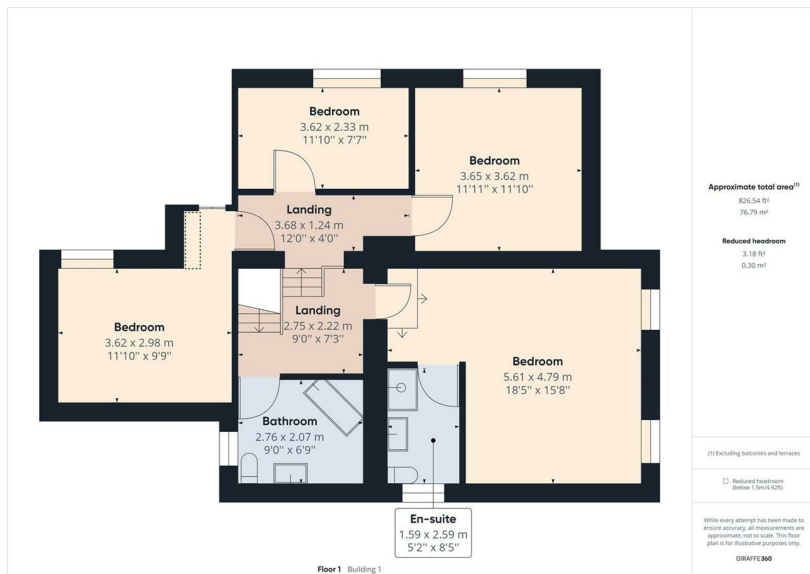 Bedroom
3.62 x 2.33 m
11'10" x 7'7"
Bedroom
3.65 x 3.62 m
11'11" x 11'10"
Landing
3.68 x 1.24 m
12'0" x 4'0"
Landing
2.75 x 2.22 m
9'0" x 7'3"
Bedroom
3.62 x 2.98 m
11'10" x 9'9"
Bedroom
5.61 x 4.79 m
18'5" x 15'8"
Bathroom
2.76 x 2.07 m
9'0" x 6'9"
En-suite
1.59 x 2.59 m
5'2" x 8'5"
Floor 1 Building 1
Approximate total area(1)
826.54 ft²
76.79 m²
Reduced headroom
3.18 ft²
0.30 m²
(1) Excluding balconies and terraces
Reduced headroom
(below 1.5m/4.92ft)
While every attempt has been made to
ensure accuracy, all measurements are
approximate, not to scale. This floor
plan is for illustrative purposes only.
GIRAFFE360